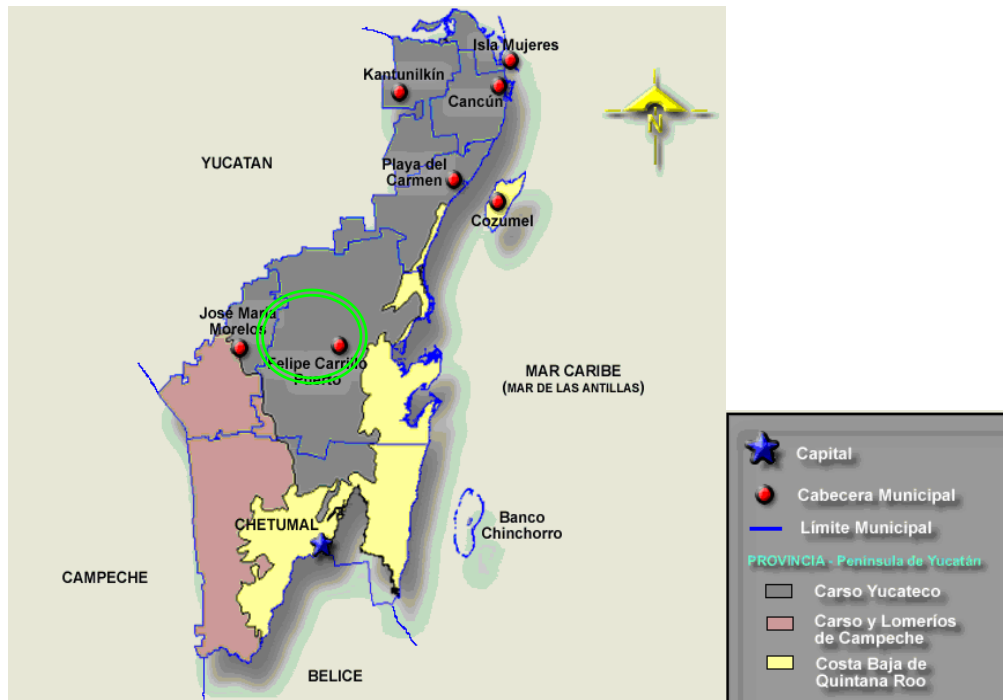 Isla Mujeres
Kantunilkín
Cancún
N
YUCATAN
Playa del
Carmen
Cozumel
José María
Morelos
Felipe Carrillo
Puerto
MAR CARIBE
(MAR DE LAS ANTILLAS)
CHETUMAL
Banco
Chinchorro
CAMPECHE
BELICE
Capital
Cabecera Municipal
Límite Municipal
PROVINCIA - Península de Yucatán
Carso Yucateco
Carso y Lomeríos
de Campeche
Costa Baja de
Quintana Roo